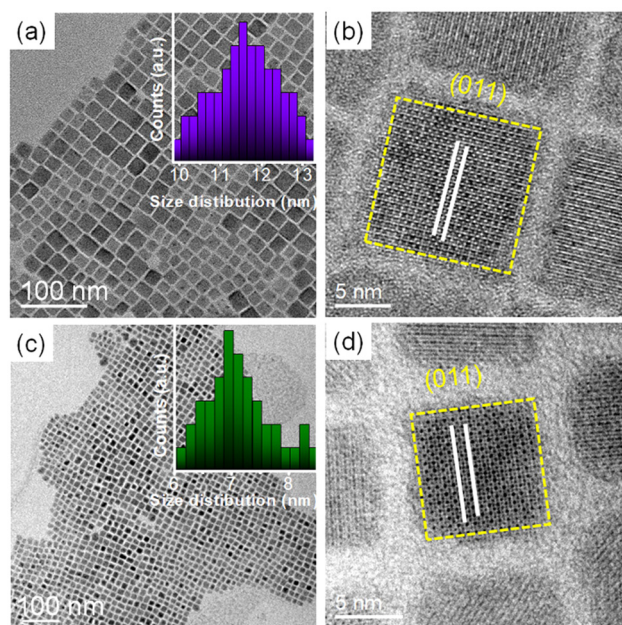 (a)
Counts (a.u.)
10 11 12 13
Size distibution (nm)
100 nm
(b)
(011)
5 nm
(c)
Counts (a.u.)
6 7 8
Size distibution (nm)
100 nm
(d)
(011)
5 nm